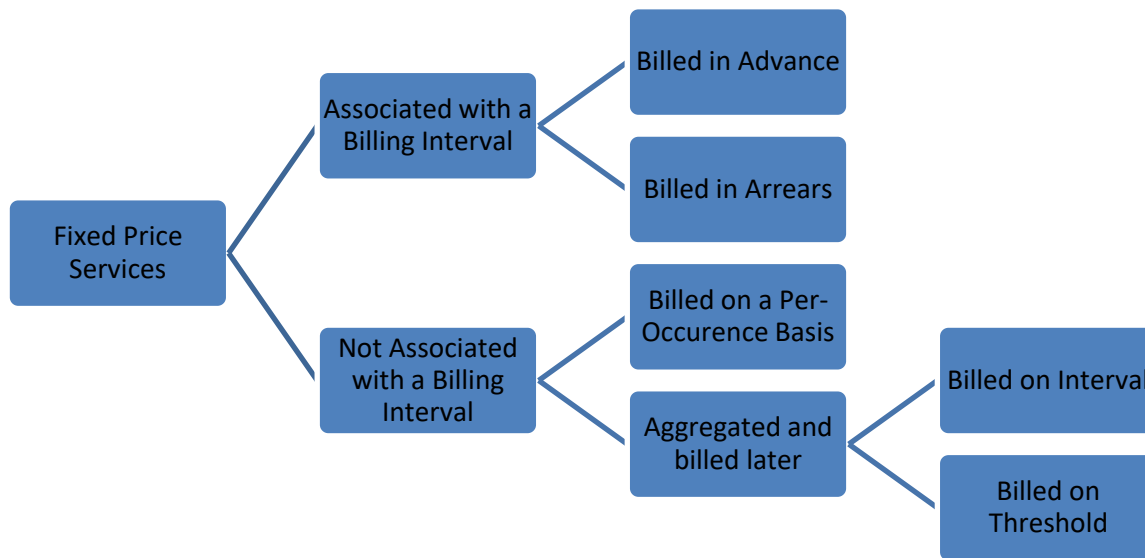 Fixed Price
Services
Associated with a
Billing Interval
Billed in Advance
Billed in Arrears
Not Associated
with a Billing
Interval
Billed on a Per-
Occurence Basis
Aggregated and
billed later
Billed on Interval
Billed on
Threshold